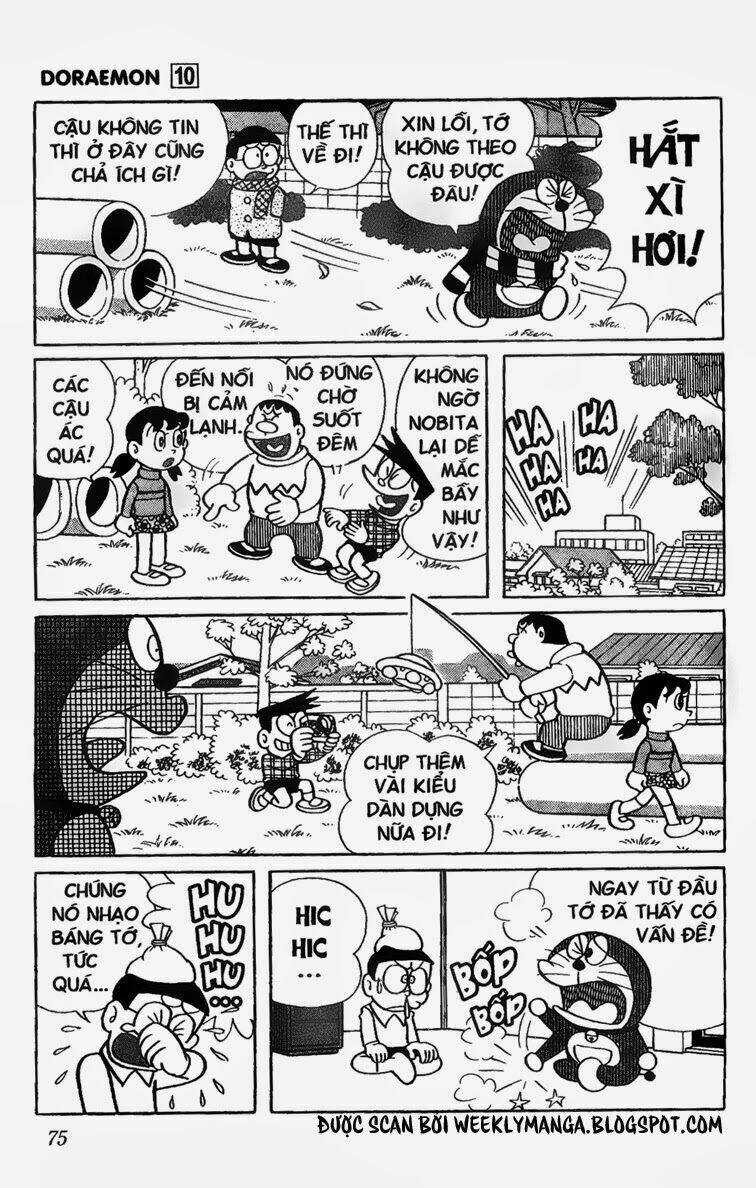 DORAEMON 10
CẬU KHÔNG TIN
THÌ Ở ĐÂY CŨNG
CHẢ ÍCH GÌ!
THẾ THÌ
VỀ ĐI!
XIN LỖI, TỚ
KHÔNG THEO
CẬU ĐƯỢC
ĐÂU!
HẮT
XÌ
HƠI!
CÁC
CẬU
ÁC
QUÁ!
ĐẾN NỖI
BỊ CẢM
LẠNH...
NÓ ĐỨNG
CHỜ
SUỐT
ĐÊM
KHÔNG
NGỜ
NOBITA
LẠI DỄ
MẮC
BẪY
NHƯ
VẬY!
HA
HA
HA
HA
HA
CHỤP THÊM
VÀI KIỂU
DÀN DỰNG
NỮA ĐI!
CHÚNG
NÓ NHẠO
BÁNG TỚ,
TỨC
QUÁ...
HU
HU
HU
...
HIC
HIC
...
BỐP
BỐP
NGAY TỪ ĐẦU
TỚ ĐÃ THẤY CÓ
VẤN ĐỀ!
75
ĐƯỢC SCAN BỞI WEEKLYMANGA.BLOGSPOT.COM